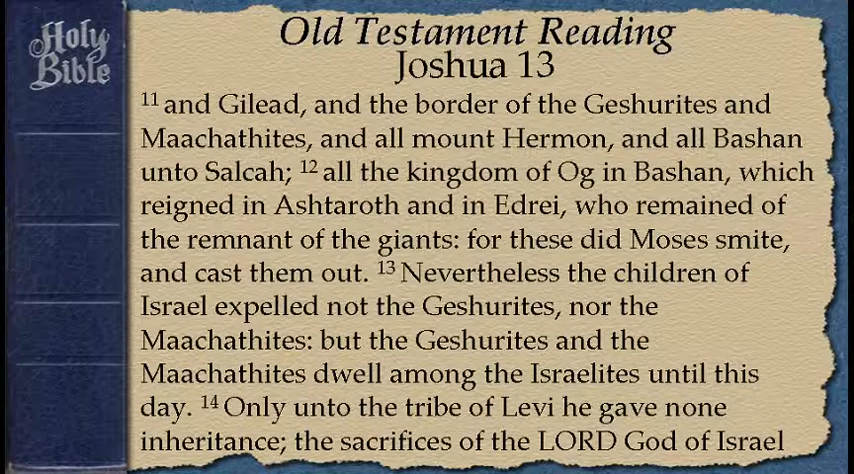 Holy
Bible
Old Testament Reading
Joshua 13
11 and Gilead, and the border of the Geshurites and
Maachathites, and all mount Hermon, and all Bashan
unto Salcah; 12 all the kingdom of Og in Bashan, which
reigned in Ashtaroth and in Edrei, who remained of
the remnant of the giants: for these did Moses smite,
and cast them out. 13 Nevertheless the children of
Israel expelled not the Geshurites, nor the
Maachathites: but the Geshurites and the
Maachathites dwell among the Israelites until this
day. 14 Only unto the tribe of Levi he gave none
inheritance; the sacrifices of the LORD God of Israel